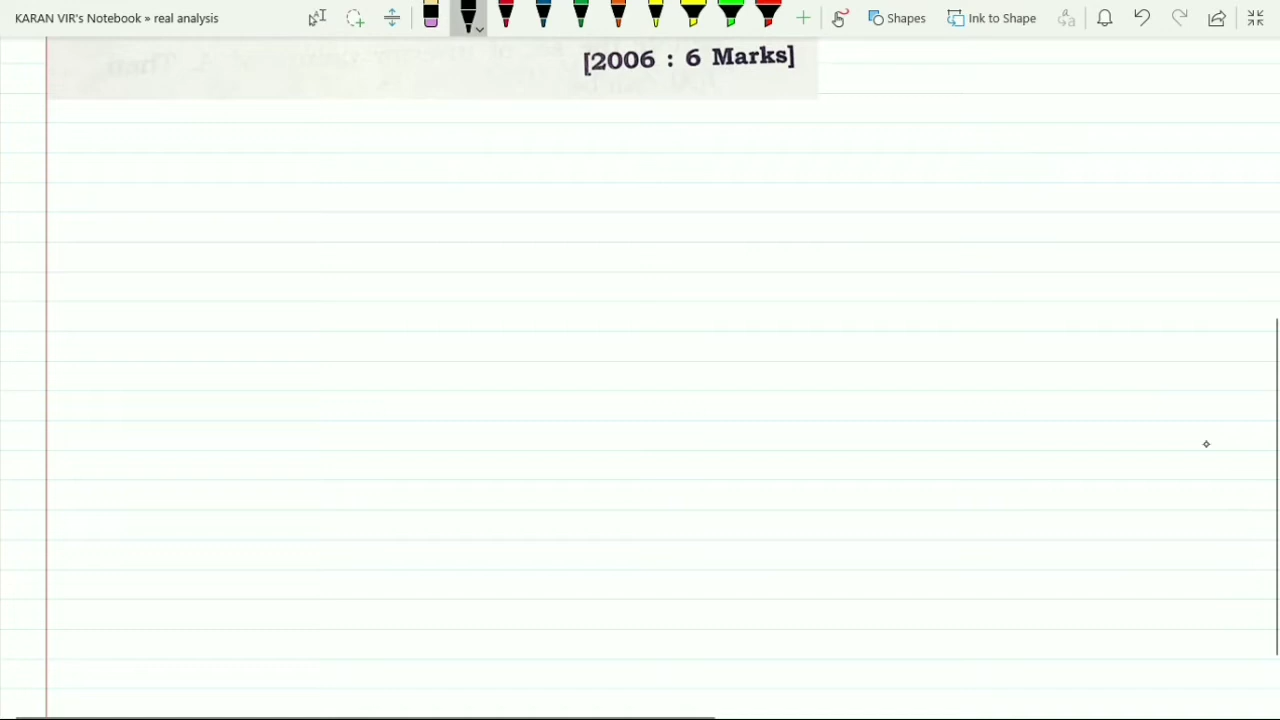 KARAN VIR's Notebook » real analysis
Shapes
Ink to Shape
[2006 : 6 Marks]